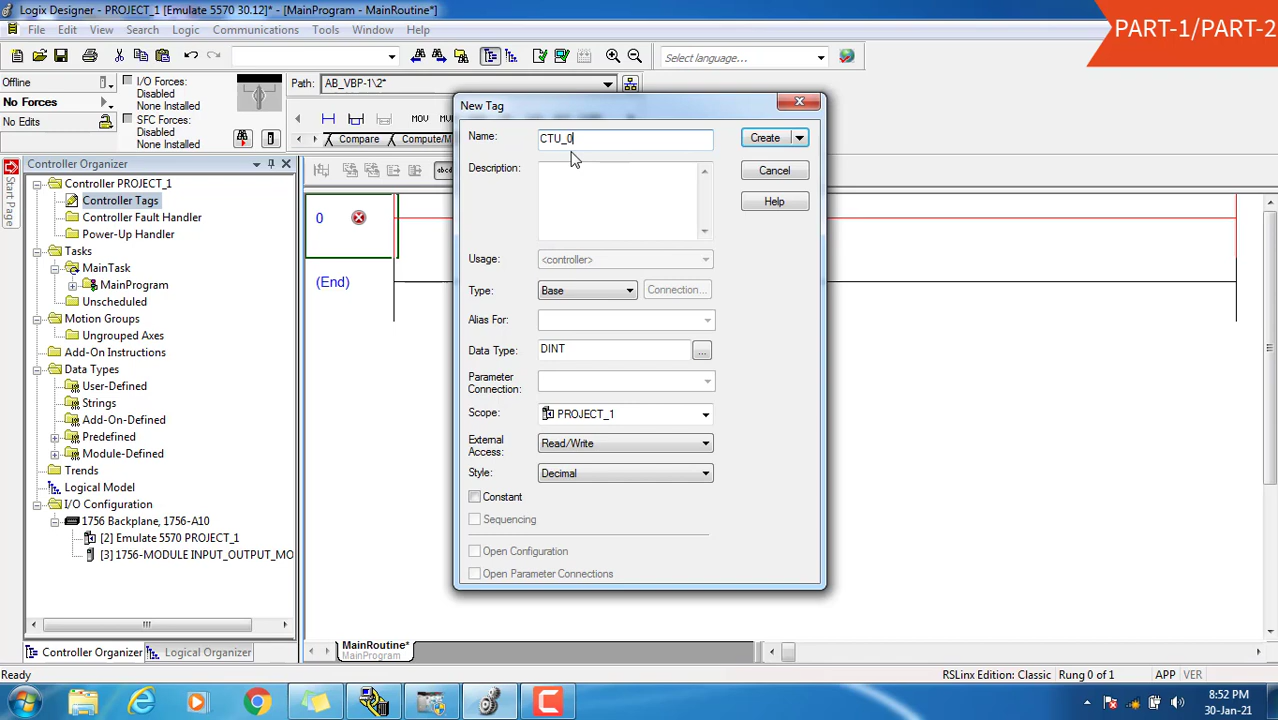 Logix Designer - PROJECT_1 [Emulate 5570 30.12]* - [MainProgram - MainRoutine*]
PART-1/PART-2
File Edit View Search Logic Communications Tools Window Help
Select language...
Offline
No Forces
No Edits
I/O Forces:
Disabled
None Installed
SFC Forces:
Disabled
None Installed
Path: AB_VBP-1\2*
MOV
Compare
Compute/M
Controller Organizer
Start Page
Controller PROJECT_1
Controller Tags
Controller Fault Handler
Power-Up Handler
Tasks
MainTask
MainProgram
Unscheduled
Motion Groups
Ungrouped Axes
Add-On Instructions
Data Types
User-Defined
Strings
Add-On-Defined
Predefined
Module-Defined
Trends
Logical Model
I/O Configuration
1756 Backplane, 1756-A10
[2] Emulate 5570 PROJECT_1
[3] 1756-MODULE INPUT_OUTPUT_MO
Controller Organizer
Logical Organizer
abcd
0
(End)
New Tag
Name: CTU_0
Create
Description:
Cancel
Help
Usage: <controller>
Type: Base Connection...
Alias For:
Data Type: DINT ...
Parameter
Connection:
Scope: PROJECT_1
External
Access: Read/Write
Style: Decimal
Constant
Sequencing
Open Configuration
Open Parameter Connections
MainRoutine*
MainProgram
Ready
RSLinx Edition: Classic Rung 0 of 1 APP VER
8:52 PM
30-Jan-21